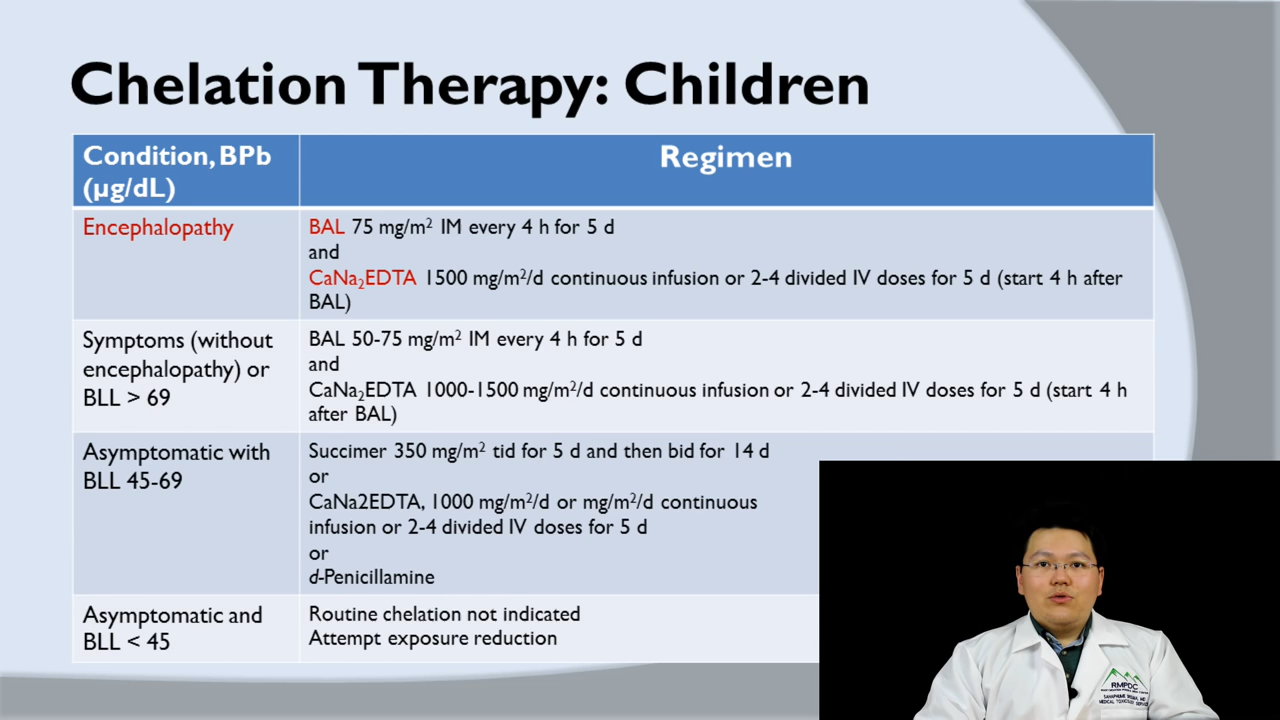 Chelation Therapy: Children
Condition, BPb
(µg/dL)
Regimen
Encephalopathy
BAL 75 mg/m² IM every 4 h for 5 d
and
CaNa₂EDTA 1500 mg/m²/d continuous infusion or 2-4 divided IV doses for 5 d (start 4 h after
BAL)
Symptoms (without
encephalopathy) or
BLL > 69
BAL 50-75 mg/m² IM every 4 h for 5 d
and
CaNa₂EDTA 1000-1500 mg/m²/d continuous infusion or 2-4 divided IV doses for 5 d (start 4 h
after BAL)
Asymptomatic with
BLL 45-69
Succimer 350 mg/m² tid for 5 d and then bid for 14 d
or
CaNa2EDTA, 1000 mg/m²/d or mg/m²/d continuous
infusion or 2-4 divided IV doses for 5 d
or
d-Penicillamine
Asymptomatic and
BLL < 45
Routine chelation not indicated
Attempt exposure reduction
RMPDC
MEDICAL TOXICOLOGY